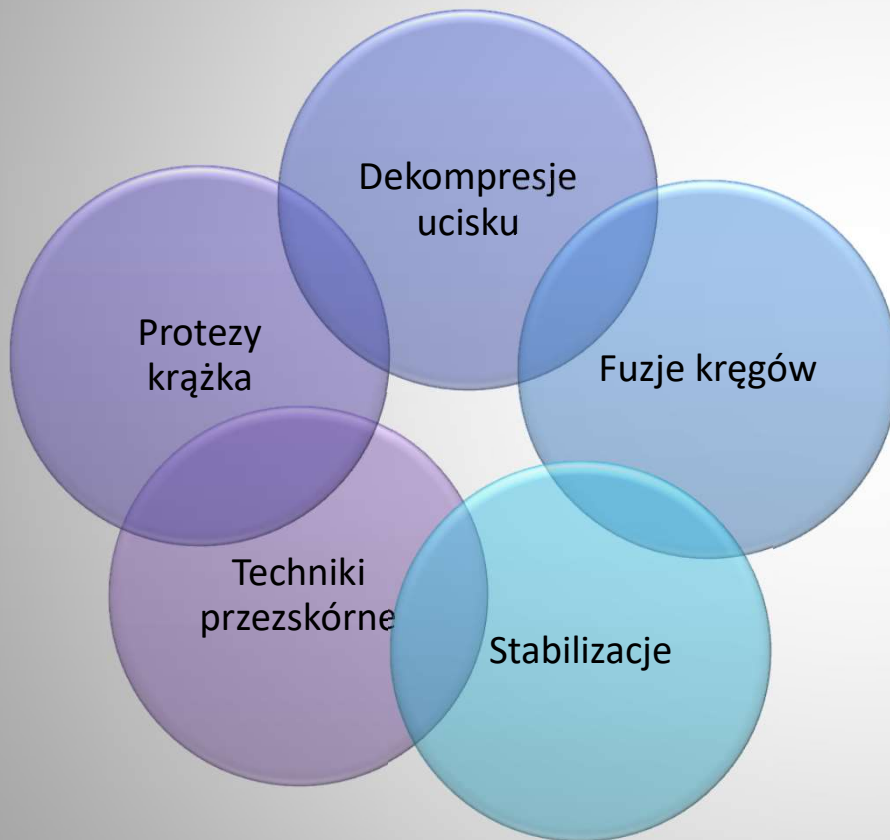 Dekompresje
ucisku
Protezy
krążka
Fuzje kręgów
Techniki
przezskórne
Stabilizacje